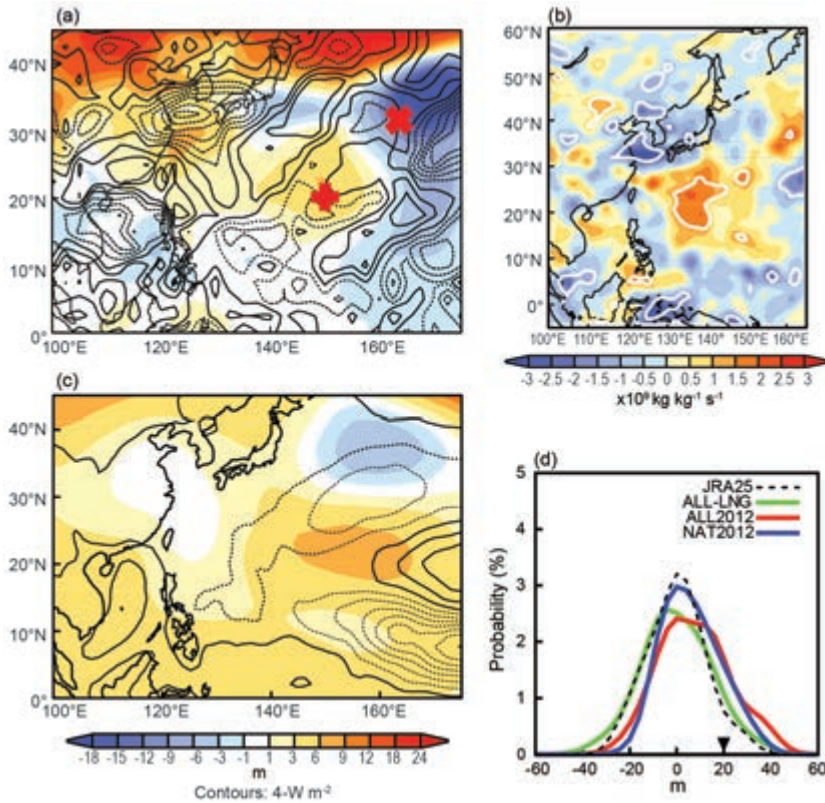 (a)
40°N
30°N
20°N
10°N
0°
100°E 120°E 140°E 160°E
(b)
60°N
50°N
40°N
30°N
20°N
10°N
0°
100°E 110°E 120°E 130°E 140°E 150°E 160°E
-3 -2.5 -2 -1.5 -1 -0.5 0 0.5 1 1.5 2 2.5 3
x10⁹ kg kg⁻¹ s⁻¹
(c)
40°N
30°N
20°N
10°N
0°
100°E 120°E 140°E 160°E
-18 -15 -12 -9 -6 -3 -1 1 3 6 9 12 18 24
m
Contours: 4-W m⁻²
(d)
5
4
3
2
1
0
Probability (%)
JRA25
ALL-LNG
ALL2012
NAT2012
-60 -40 -20 0 20 40 60
m